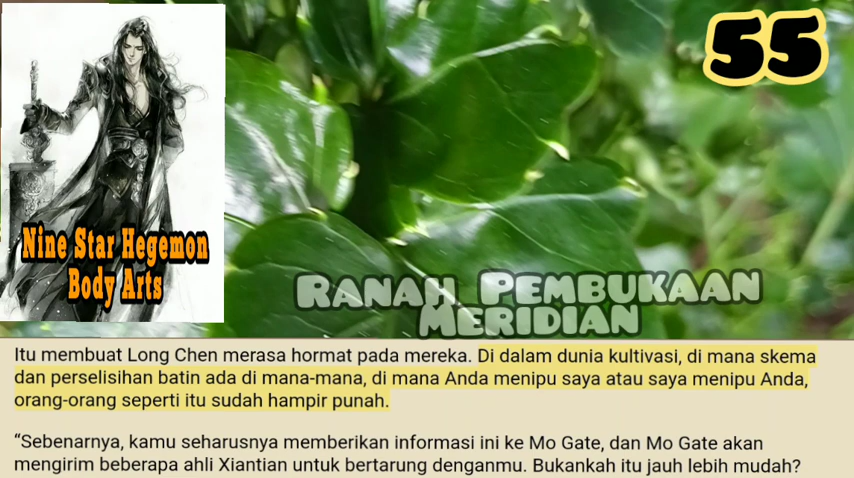 55
Nine Star Hegemon
Body Arts
Ranah Pembukaan
Meridian
Itu membuat Long Chen merasa hormat pada mereka. Di dalam dunia kultivasi, di mana skema
dan perselisihan batin ada di mana-mana, di mana Anda menipu saya atau saya menipu Anda,
orang-orang seperti itu sudah hampir punah.
“Sebenarnya, kamu seharusnya memberikan informasi ini ke Mo Gate, dan Mo Gate akan
mengirim beberapa ahli Xiantian untuk bertarung denganmu. Bukankah itu jauh lebih mudah?